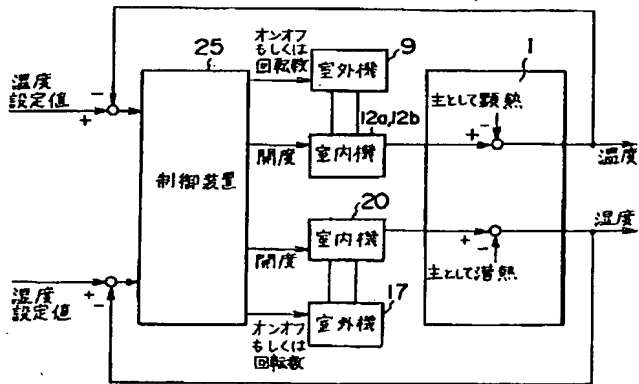 オンオフ
もしくは
回転数
25
9
1
室外機
温度
設定値
-
+
12a,12b
主として顕熱
+
-
開度
室内機
温度
制御装置
20
湿度
開度
室内機
+
-
主として潜熱
湿度
設定値
+
-
17
オンオフ
もしくは
回転数
室外機